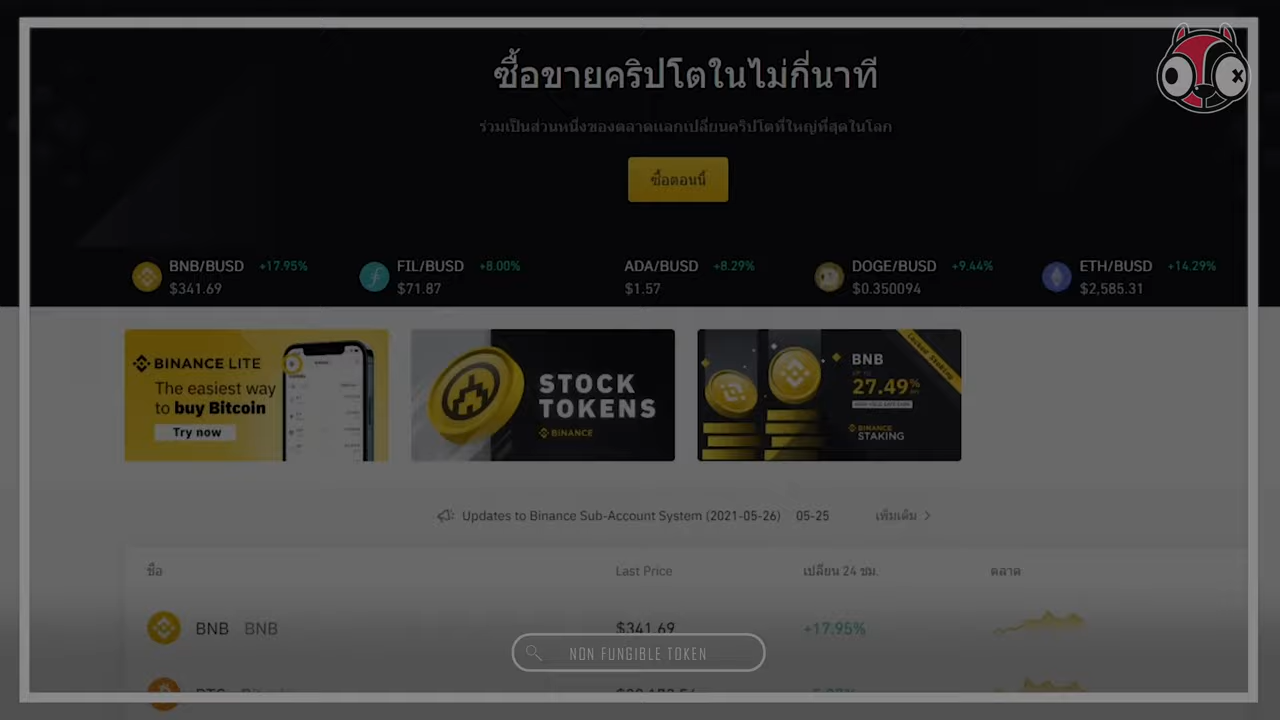 ซื้อขายคริปโตในไม่กี่นาที
ร่วมเป็นส่วนหนึ่งของตลาดแลกเปลี่ยนคริปโตที่ใหญ่ที่สุดในโลก
ซื้อตอนนี้
BNB/BUSD +17.95% FIL/BUSD +8.00% ADA/BUSD +8.29% DOGE/BUSD +9.44% ETH/BUSD +14.29%
$341.69 $71.87 $1.57 $0.350094 $2,585.31
BINANCE LITE
The easiest way
to buy Bitcoin
Try now
STOCK
TOKENS
BINANCE
Locked Staking
BNB
UP TO
27.49%
BINANCE
STAKING
Updates to Binance Sub-Account System (2021-05-26) 05-25 เพิ่มเติม
ชื่อ Last Price เปลี่ยน 24 ชม. ตลาด
BNB BNB $341.69 +17.95%
NON FUNGIBLE TOKEN